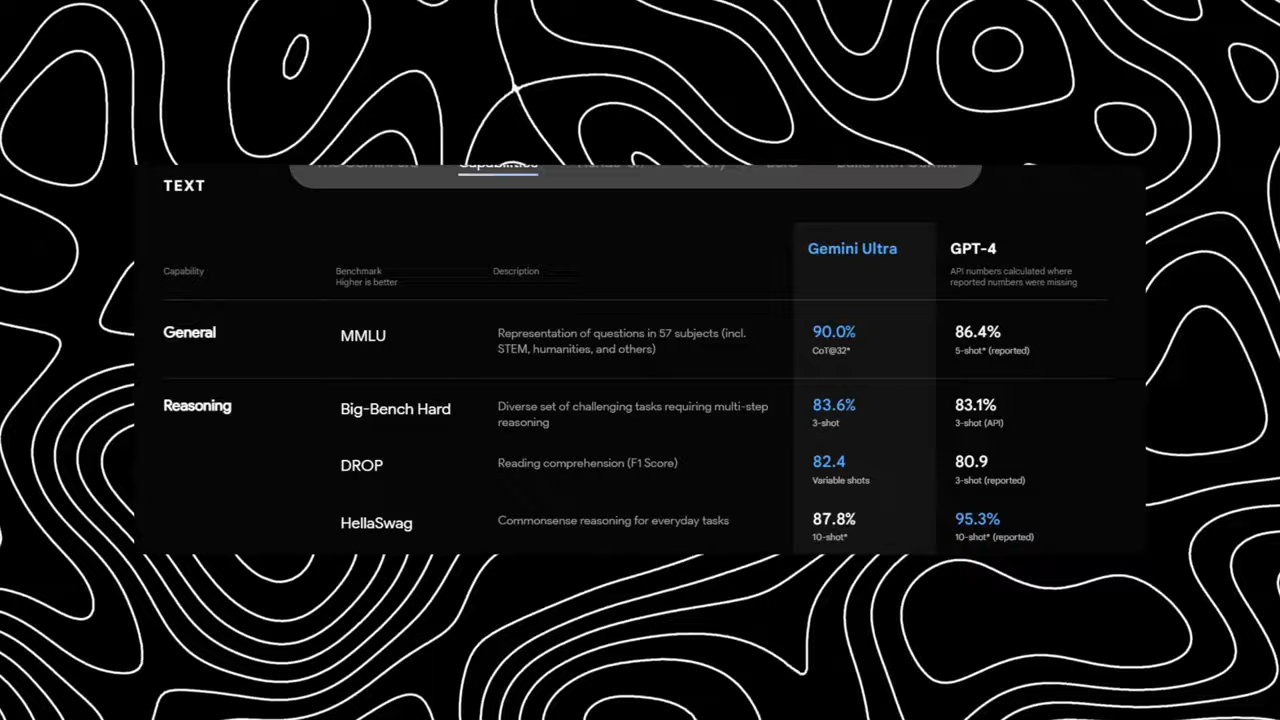 Capabilities
TEXT
Gemini Ultra
GPT-4
Capability
Benchmark
Higher is better
Description
API numbers calculated where
reported numbers were missing
General
MMLU
Representation of questions in 57 subjects (incl.
STEM, humanities, and others)
90.0%
CoT@32*
86.4%
5-shot* (reported)
Reasoning
Big-Bench Hard
Diverse set of challenging tasks requiring multi-step
reasoning
83.6%
3-shot
83.1%
3-shot (API)
DROP
Reading comprehension (F1 Score)
82.4
Variable shots
80.9
3-shot (reported)
HellaSwag
Commonsense reasoning for everyday tasks
87.8%
10-shot*
95.3%
10-shot* (reported)